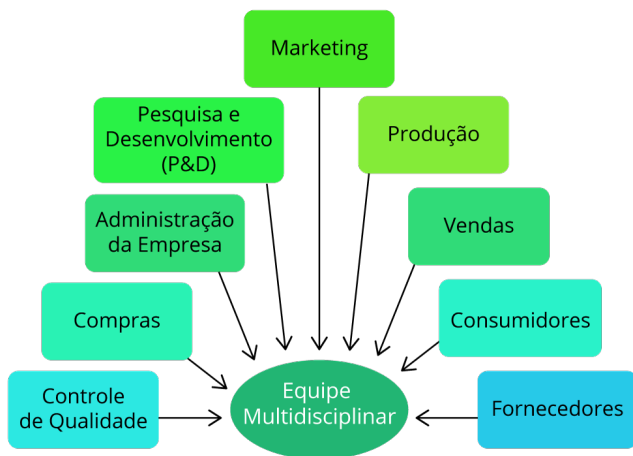 Marketing
Pesquisa e
Desenvolvimento
(P&D)
Produção
Administração
da Empresa
Vendas
Compras
Consumidores
Controle
de Qualidade
Equipe
Multidisciplinar
Fornecedores